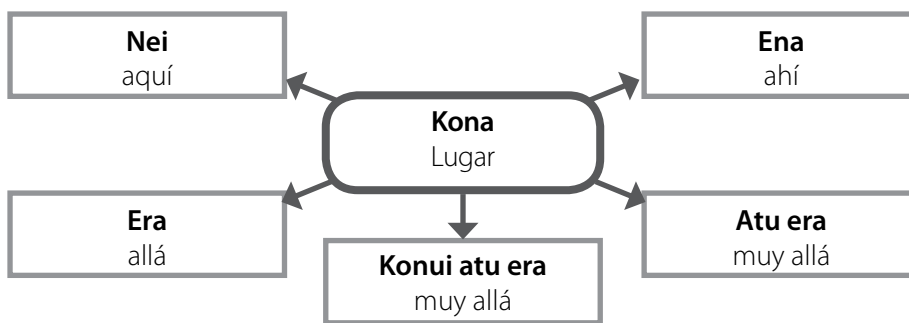 Nei
aquí
Ena
ahí
Kona
Lugar
Era
allá
Konui atu era
muy allá
Atu era
muy allá